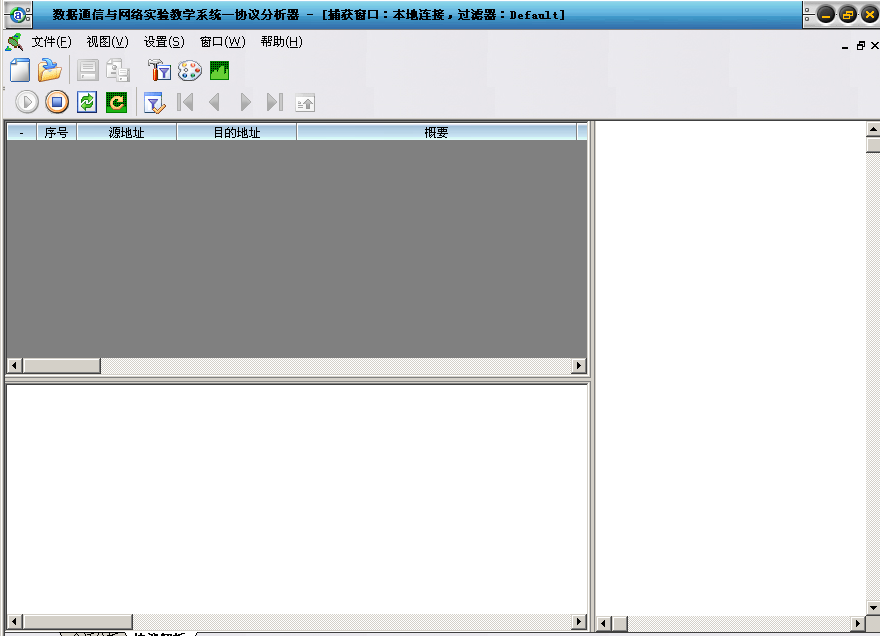 数据通信与网络实验教学系统—协议分析器 - [捕获窗口：本地连接，过滤器：Default]
文件(F) 视图(V) 设置(S) 窗口(W) 帮助(H)
- 序号 源地址 目的地址 概要